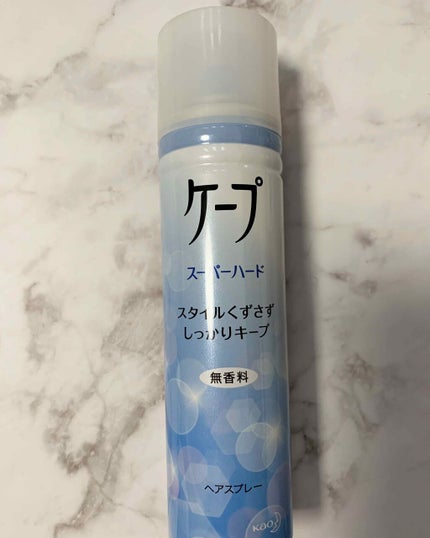 ケープ
スーパーハード
スタイルくずさず
しっかりキープ
無香料
ヘアスプレー
KAO